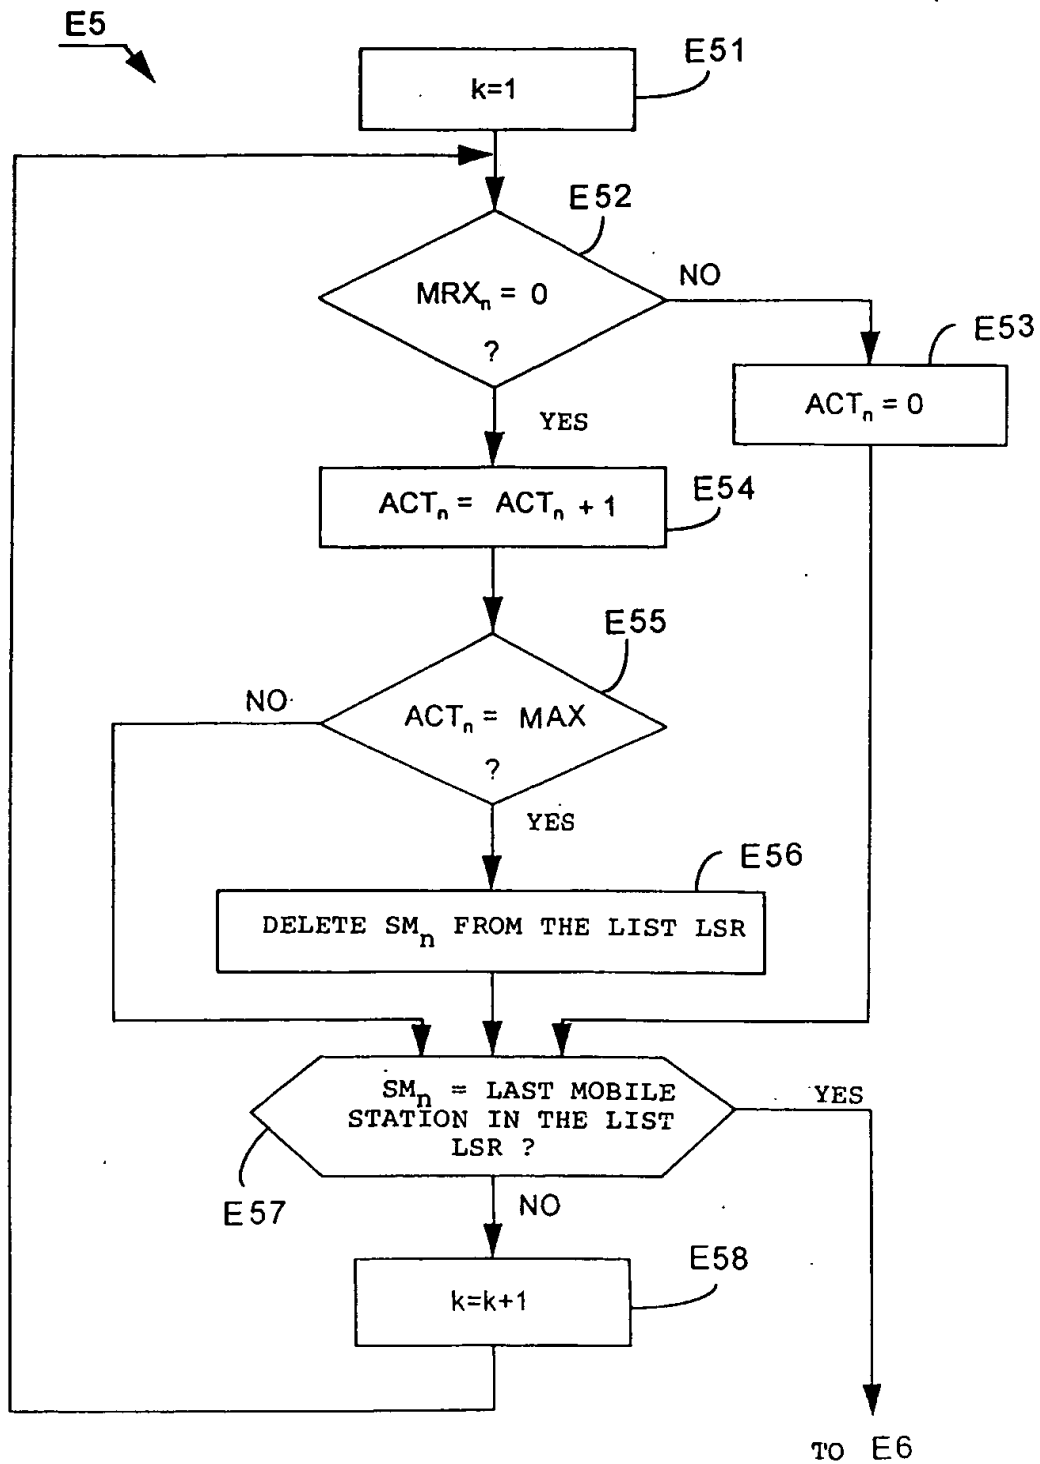 E5
k=1
E51
E52
MRXn = 0
?
NO
E53
ACTn = 0
YES
ACTn = ACTn + 1
E54
E55
NO
ACTn = MAX
?
YES
E56
DELETE SMn FROM THE LIST LSR
SMn = LAST MOBILE
STATION IN THE LIST
LSR ?
YES
E57
NO
k=k+1
E58
TO E6